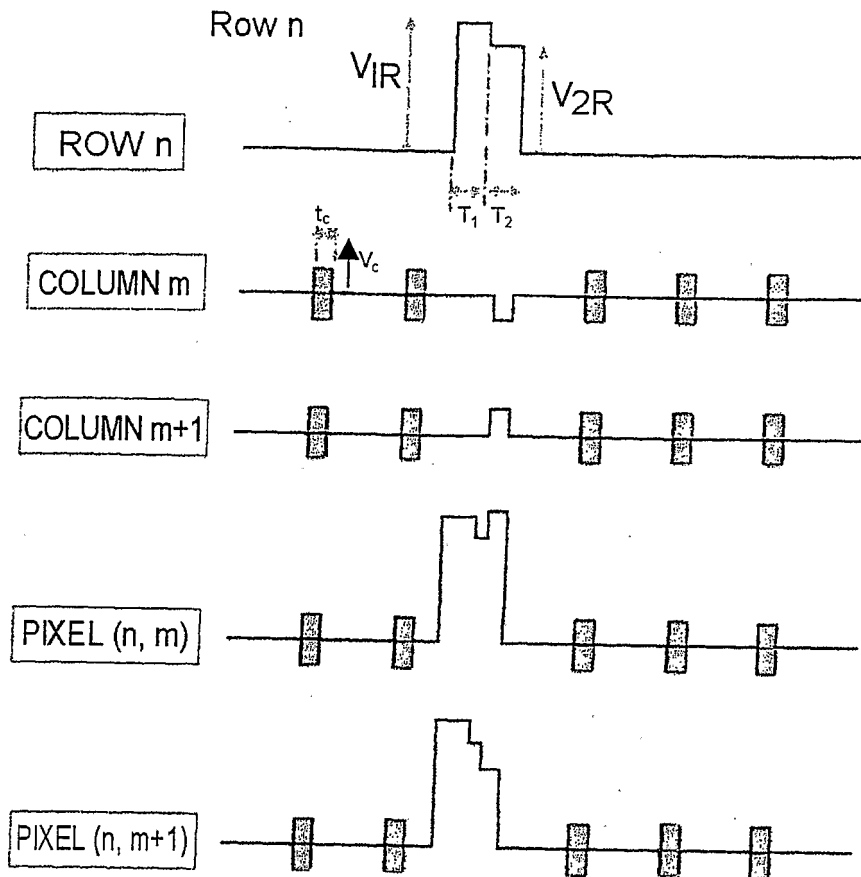 Row n
V1R
V2R
ROW n
T1 T2
tc
Vc
COLUMN m
COLUMN m+1
PIXEL (n, m)
PIXEL (n, m+1)